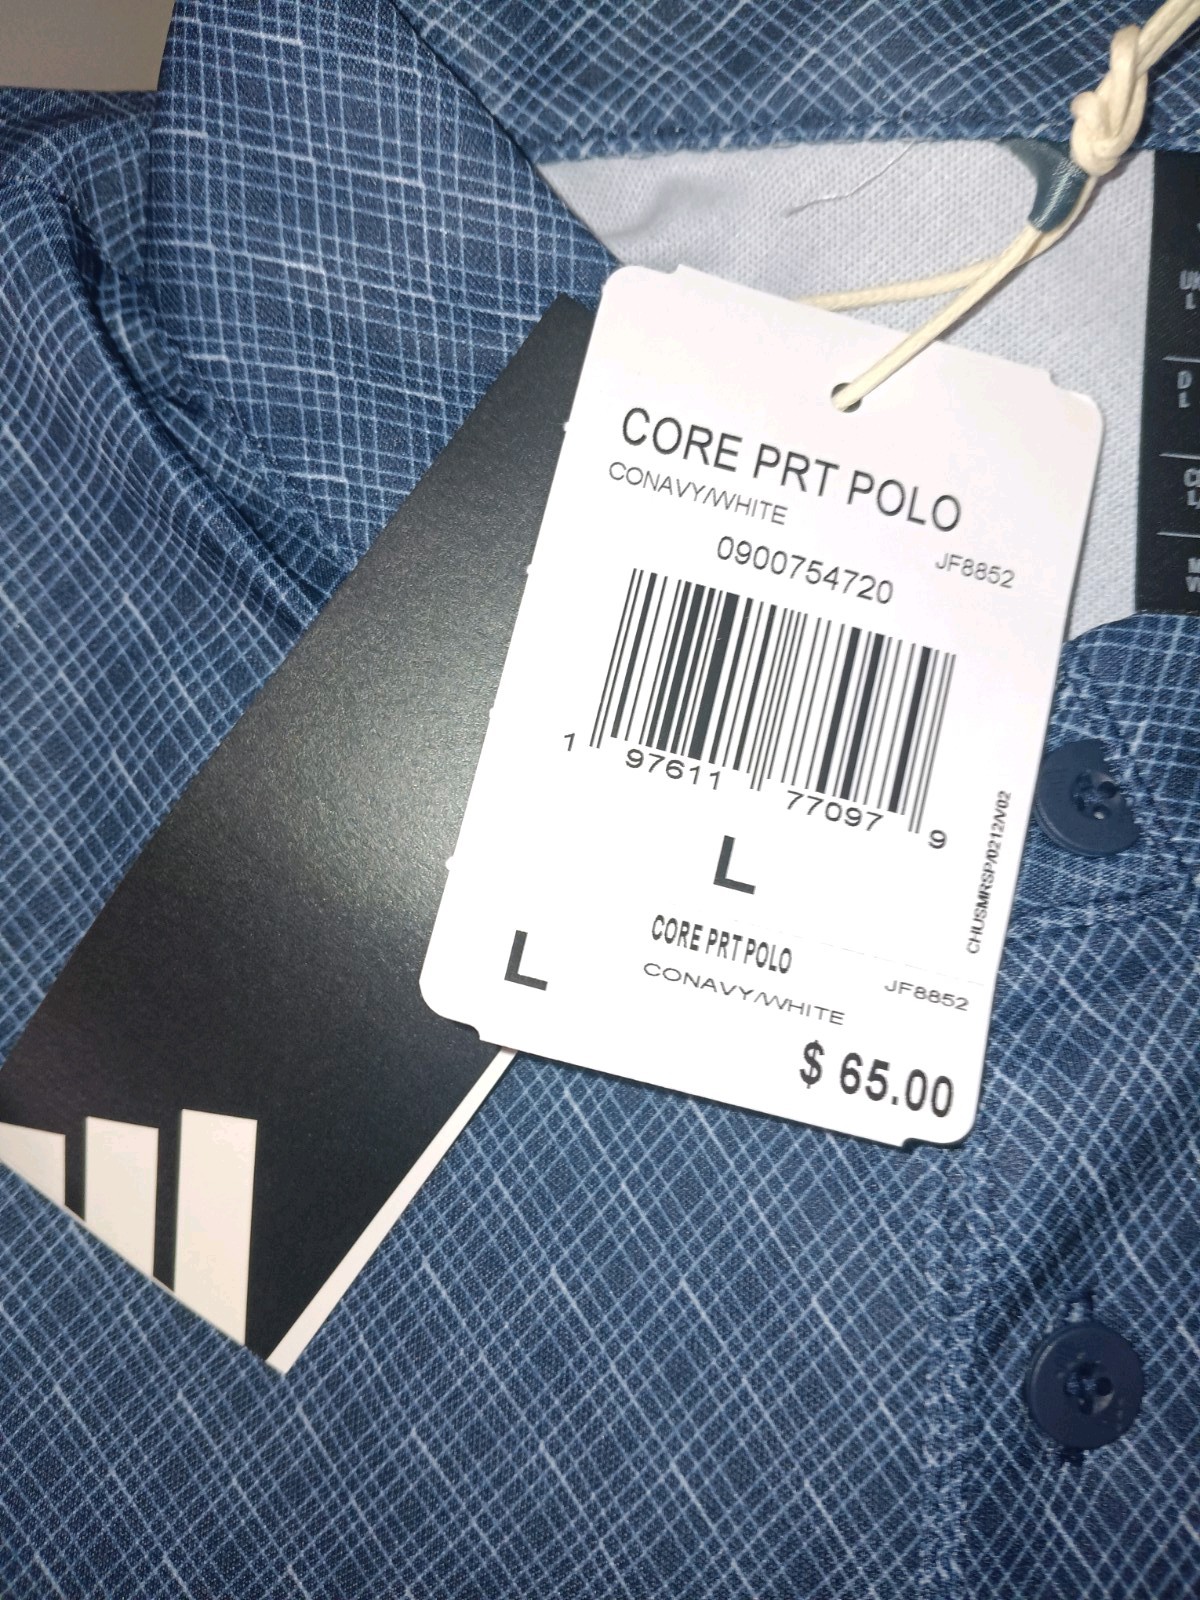 CORE PRT POLO
CONAVY/WHITE
JF8852
0900754720
1 97611 77097 9
CHUSMRSP/0212/V02
L
L
CORE PRT POLO
CONAVY/WHITE
JF8852
$ 65.00